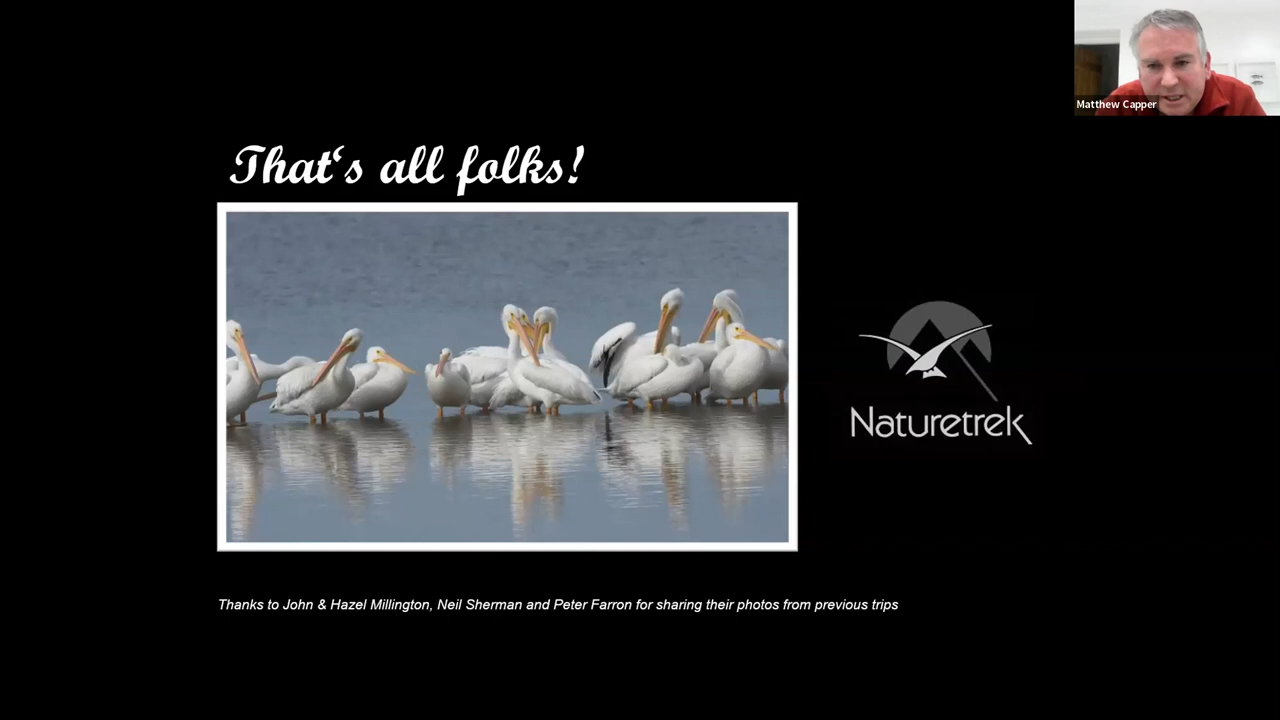 Matthew Capper
That‘s all folks!
Naturetrek
Thanks to John & Hazel Millington, Neil Sherman and Peter Farron for sharing their photos from previous trips